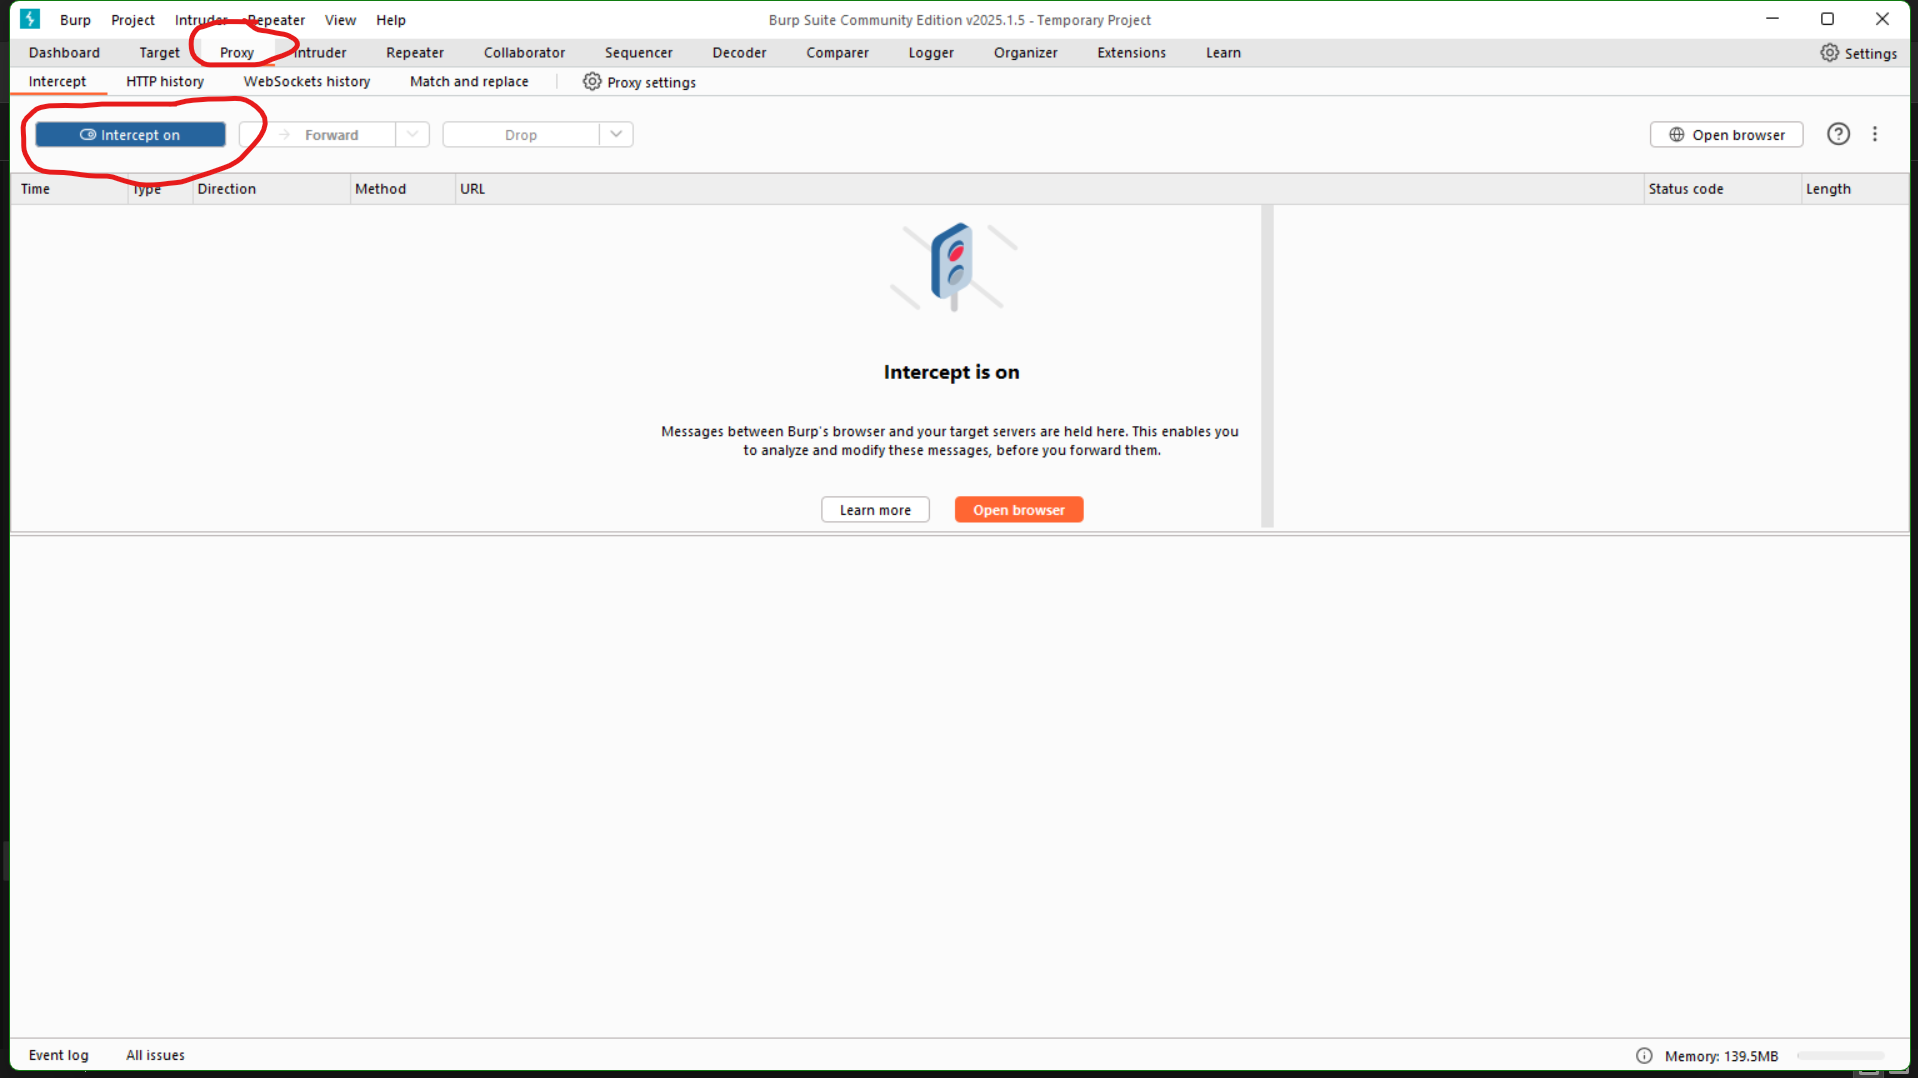 Burp Project Intruder Repeater View Help Burp Suite Community Edition v2025.1.5 - Temporary Project
Dashboard Target Proxy Intruder Repeater Collaborator Sequencer Decoder Comparer Logger Organizer Extensions Learn Settings
Intercept HTTP history WebSockets history Match and replace Proxy settings
Intercept on Forward Drop Open browser
Time Type Direction Method URL Status code Length
Intercept is on
Messages between Burp's browser and your target servers are held here. This enables you
to analyze and modify these messages, before you forward them.
Learn more Open browser
Event log All issues Memory: 139.5MB